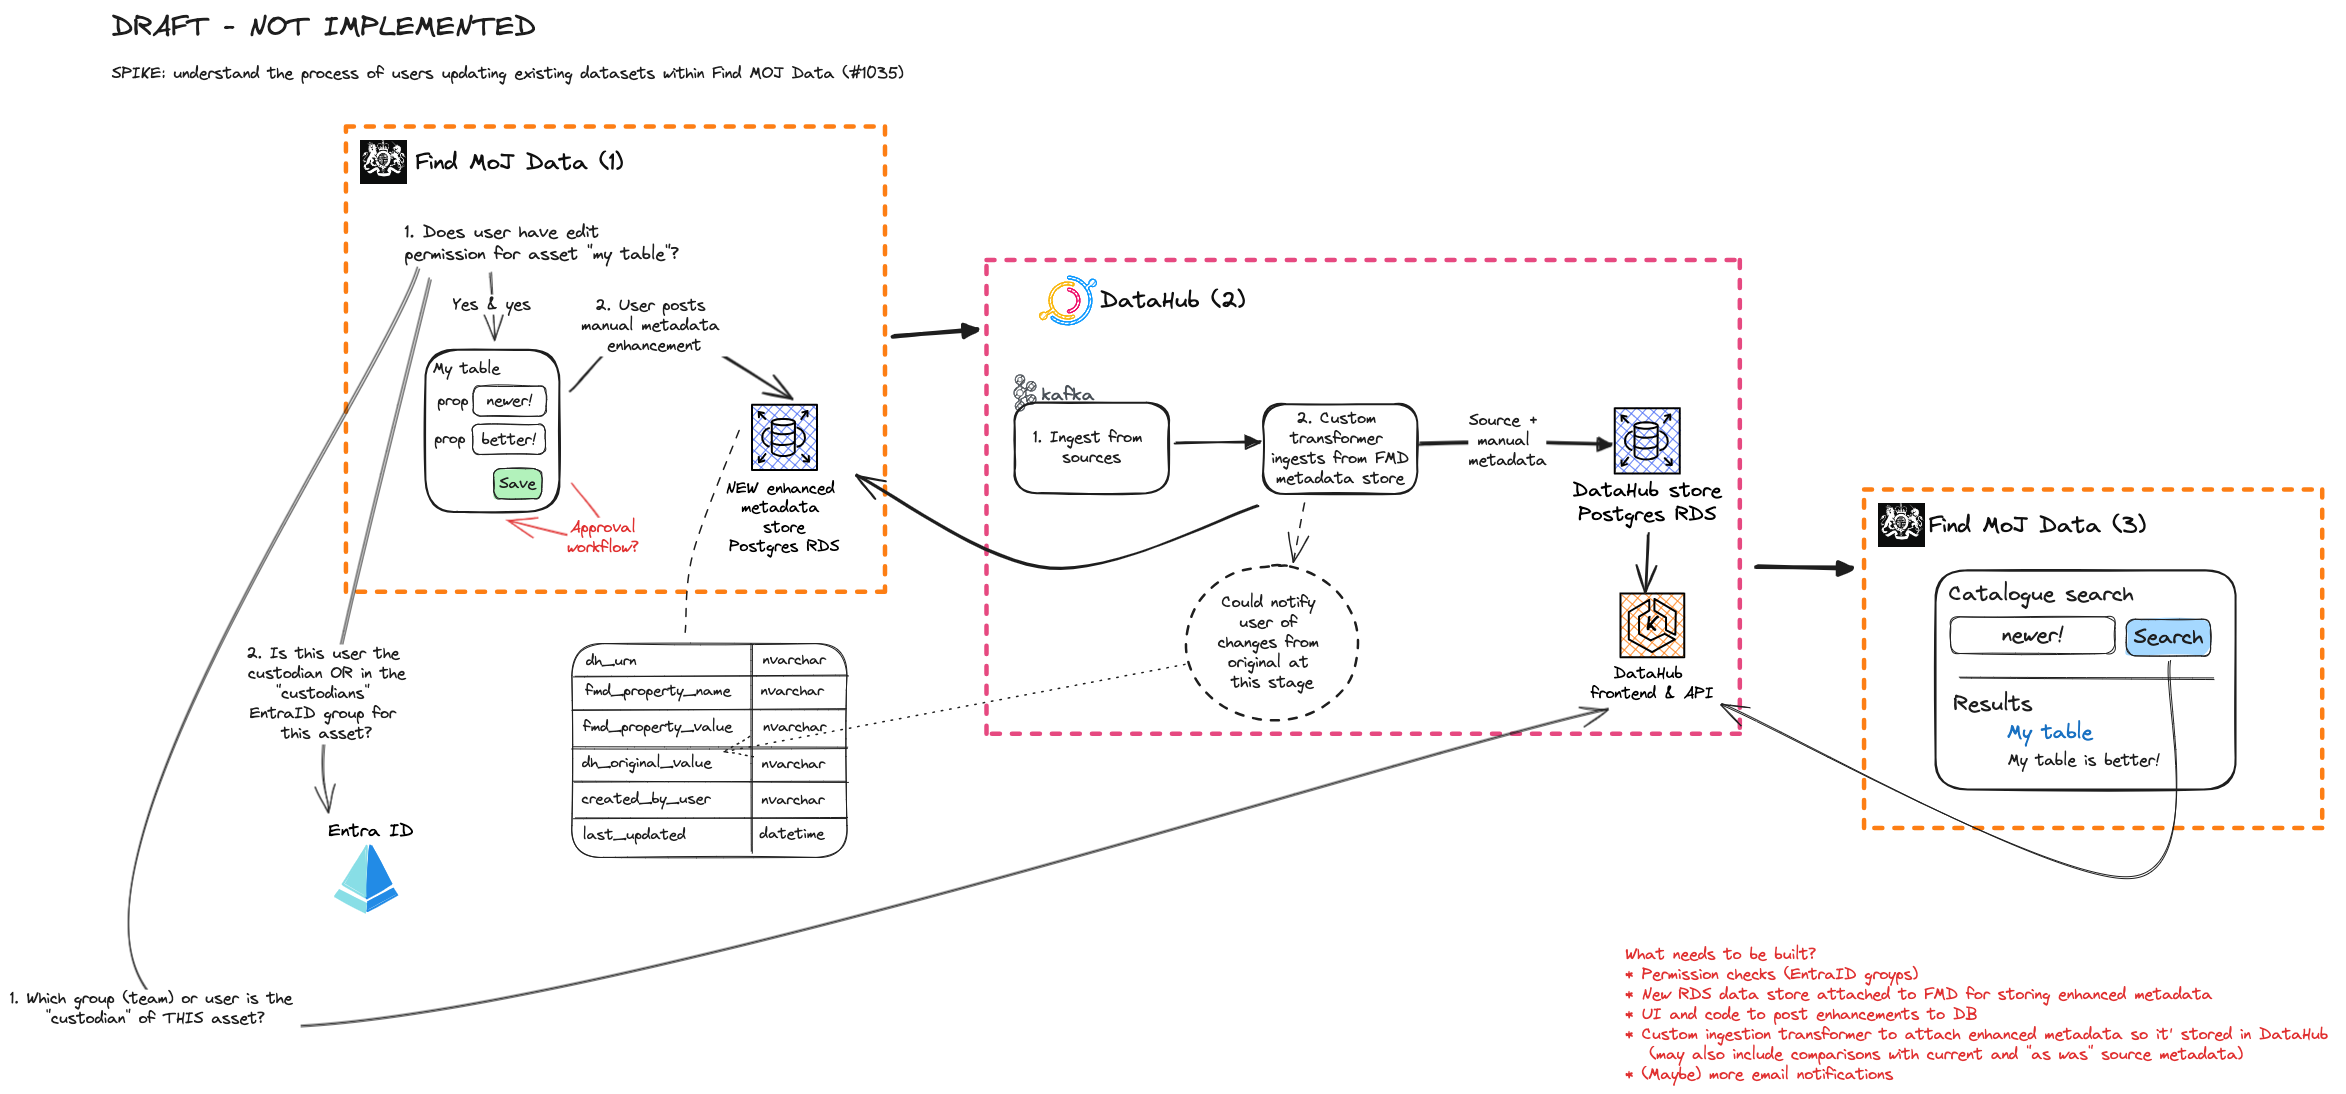 DRAFT - NOT IMPLEMENTED
SPIKE: understand the process of users updating existing datasets within Find MOJ Data (#1035)
Find MoJ Data (1)
1. Does user have edit
permission for asset "my table"?
Yes & yes
2. User posts
manual metadata
enhancement
My table
prop newer!
prop better!
Save
Approval
workflow?
NEW enhanced
metadata
store
Postgres RDS
DataHub (2)
kafka
1. Ingest from
sources
2. Custom
transformer
ingests from FMD
metadata store
Source +
manual
metadata
DataHub store
Postgres RDS
Could notify
user of
changes from
original at
this stage
DataHub
frontend & API
Find MoJ Data (3)
Catalogue search
newer!
Search
Results
My table
My table is better!
2. Is this user the
custodian OR in the
"custodians"
EntraID group for
this asset?
Entra ID
dh_urn nvarchar
fmd_property_name nvarchar
fmd_property_value nvarchar
dh_original_value nvarchar
created_by_user nvarchar
last_updated datetime
1. Which group (team) or user is the
"custodian" of THIS asset?
What needs to be built?
* Permission checks (EntraID groyps)
* New RDS data store attached to FMD for storing enhanced metadata
* UI and code to post enhancements to DB
* Custom ingestion transformer to attach enhanced metadata so it' stored in DataHub
(may also include comparisons with current and "as was" source metadata)
* (Maybe) more email notifications